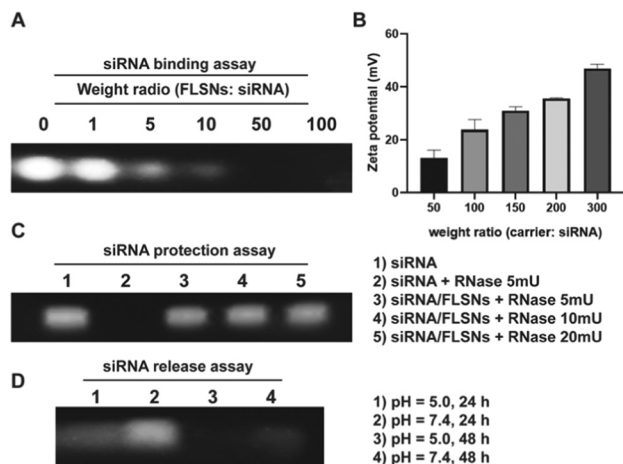 A
siRNA binding assay
Weight radio (FLSNs: siRNA)
0 1 5 10 50 100
B
Zeta potential (mV)
60
40
20
0
50 100 150 200 300
weight ratio (carrier: siRNA)
C
siRNA protection assay
1 2 3 4 5
1) siRNA
2) siRNA + RNase 5mU
3) siRNA/FLSNs + RNase 5mU
4) siRNA/FLSNs + RNase 10mU
5) siRNA/FLSNs + RNase 20mU
D
siRNA release assay
1 2 3 4
1) pH = 5.0, 24 h
2) pH = 7.4, 24 h
3) pH = 5.0, 48 h
4) pH = 7.4, 48 h